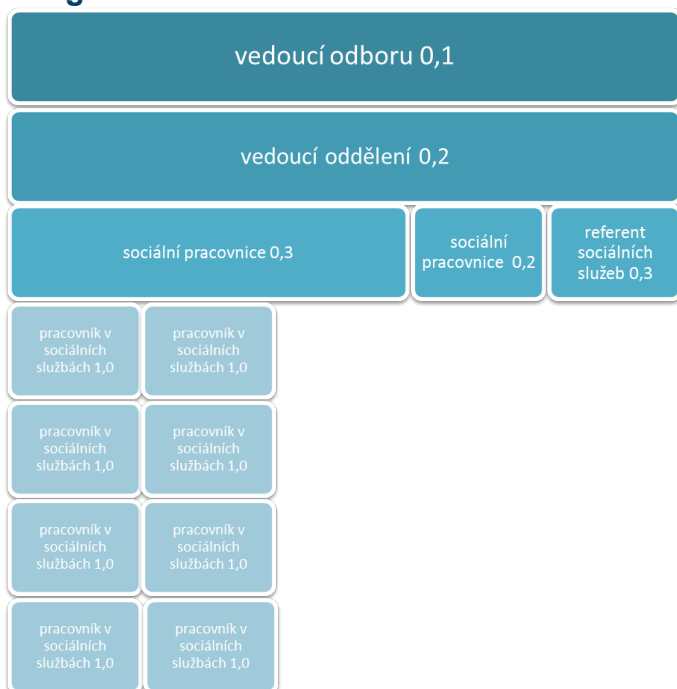 vedoucí odboru 0,1
vedoucí oddělení 0,2
sociální pracovnice 0,3
sociální
pracovnice 0,2
referent
sociálních
služeb 0,3
pracovník v
sociálních
službách 1,0
pracovník v
sociálních
službách 1,0
pracovník v
sociálních
službách 1,0
pracovník v
sociálních
službách 1,0
pracovník v
sociálních
službách 1,0
pracovník v
sociálních
službách 1,0
pracovník v
sociálních
službách 1,0
pracovník v
sociálních
službách 1,0